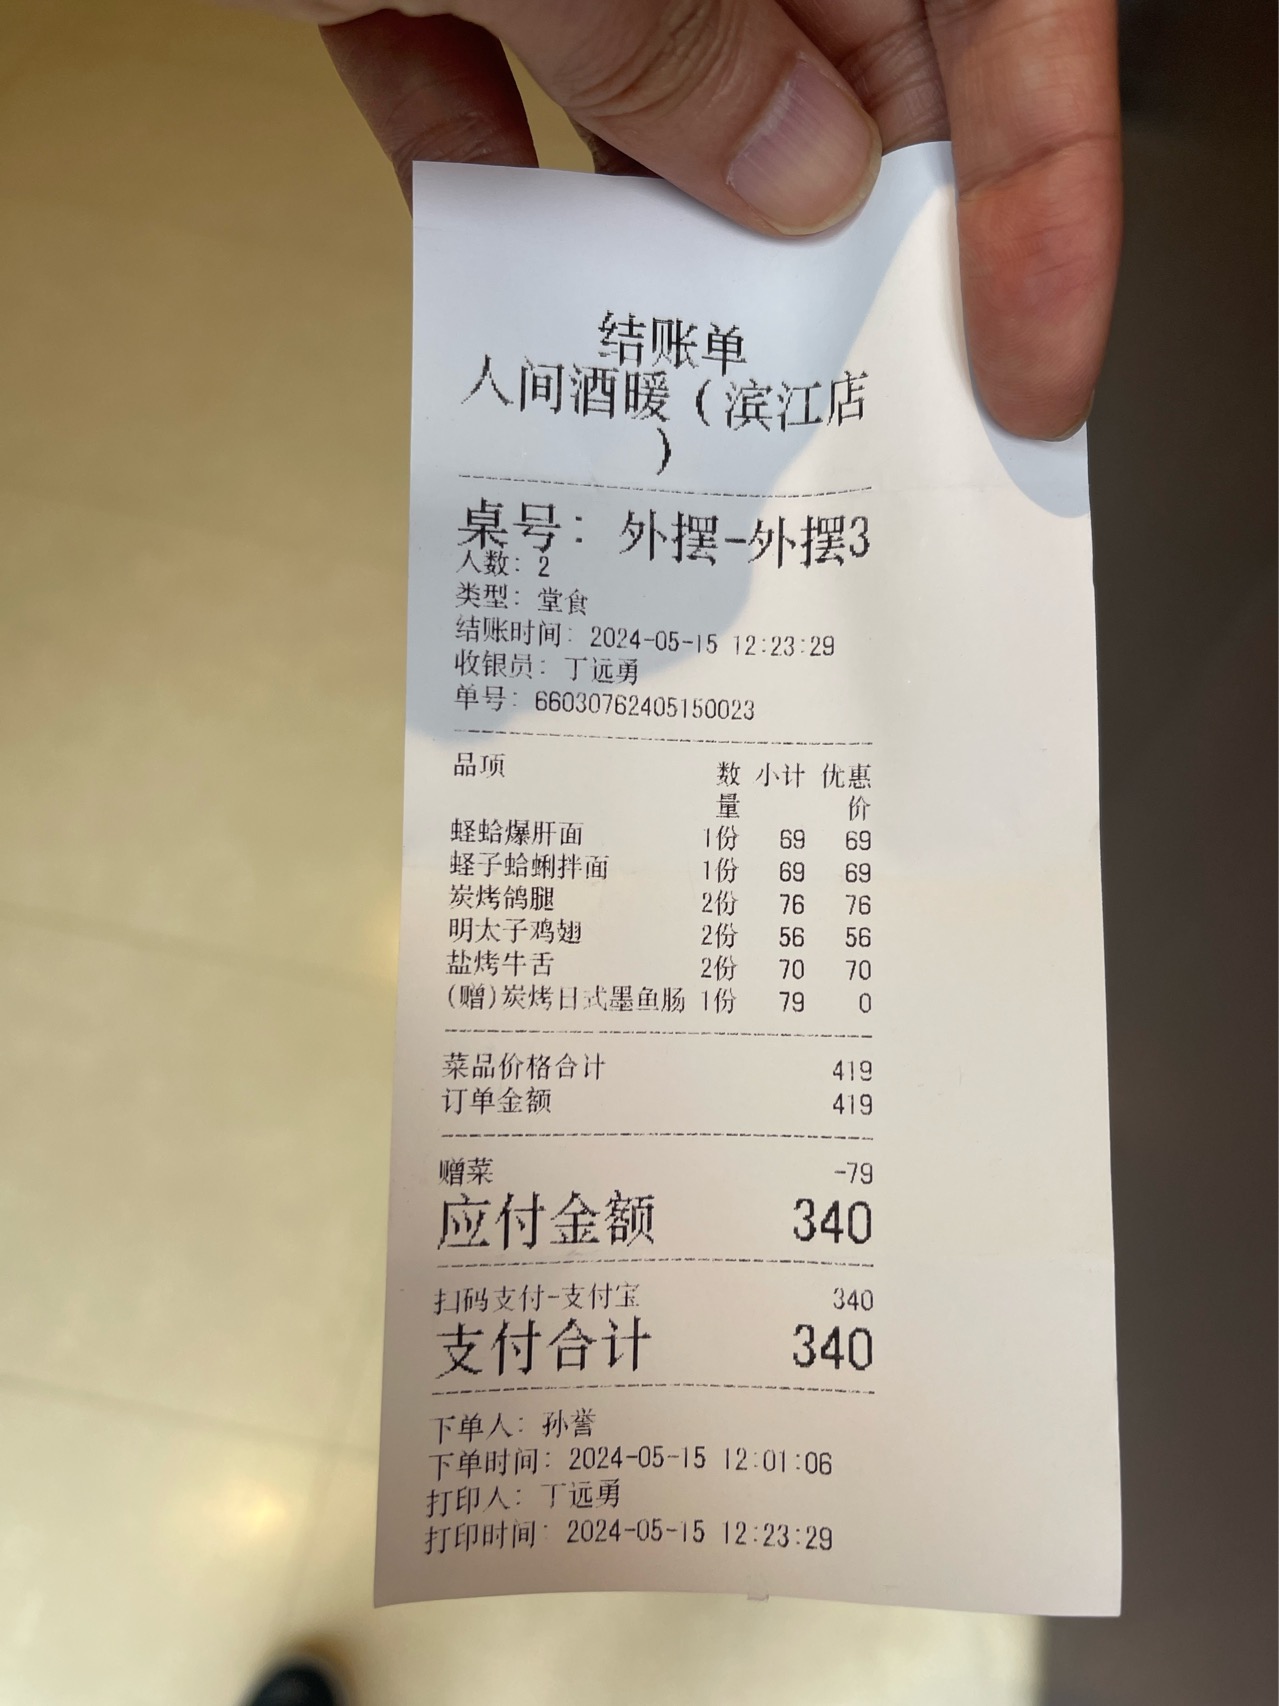 结账单
人间酒暖(滨江店
)
桌号: 外摆-外摆3
人数: 2
类型: 堂食
结账时间: 2024-05-15 12:23:29
收银员: 丁远勇
单号: 66030762405150023
品项 数量 小计 优惠价
蛏蛤爆肝面 1份 69 69
蛏子蛤蜊拌面 1份 69 69
炭烤鸽腿 2份 76 76
明太子鸡翅 2份 56 56
盐烤牛舌 2份 70 70
(赠)炭烤日式墨鱼肠 1份 79 0
菜品价格合计 419
订单金额 419
赠菜 -79
应付金额 340
扫码支付-支付宝 340
支付合计 340
下单人: 孙誉
下单时间: 2024-05-15 12:01:06
打印人: 丁远勇
打印时间: 2024-05-15 12:23:29